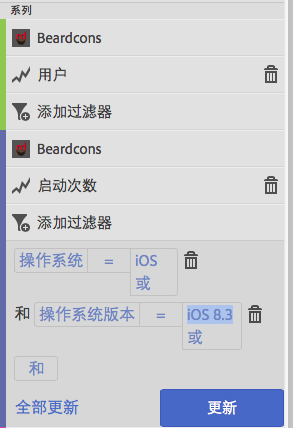 系列
Beardcons
用户
添加过滤器
Beardcons
启动次数
添加过滤器
操作系统 = iOS
或
和 操作系统版本 = iOS 8.3
或
和
全部更新 更新